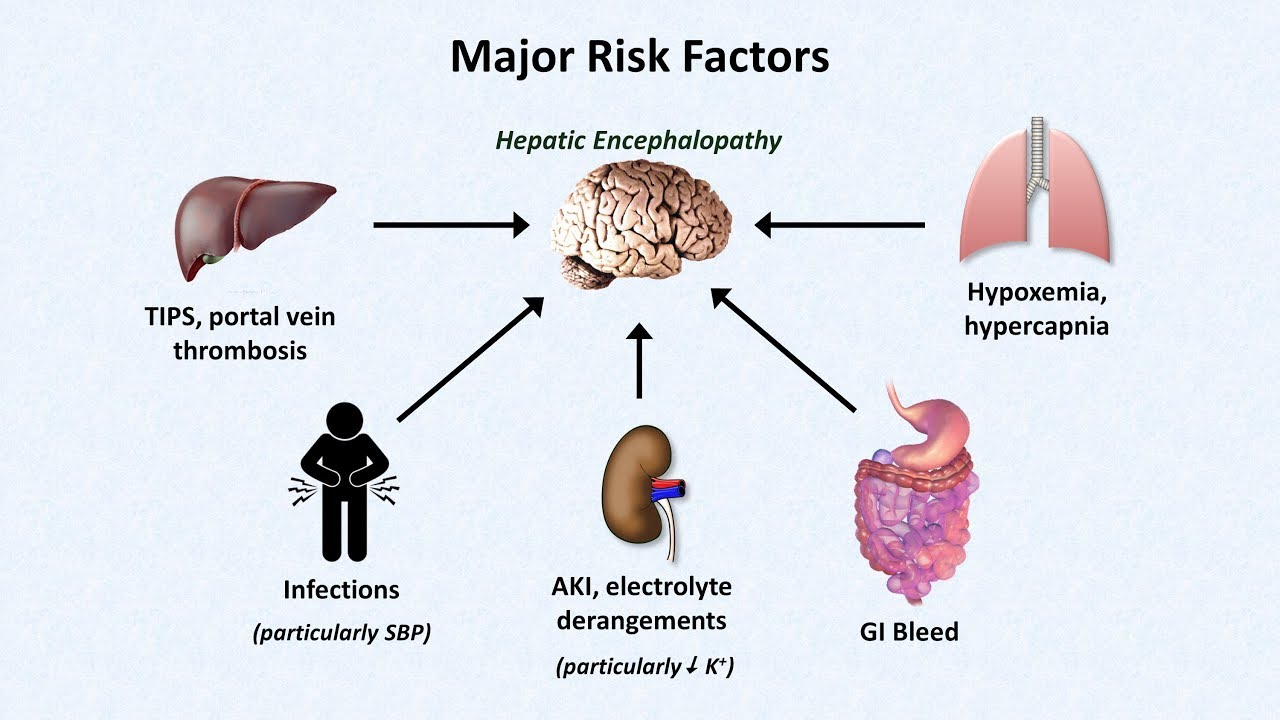 Major Risk Factors
Hepatic Encephalopathy
TIPS, portal vein
thrombosis
Hypoxemia,
hypercapnia
Infections
(particularly SBP)
AKI, electrolyte
derangements
(particularly↓ K⁺)
GI Bleed